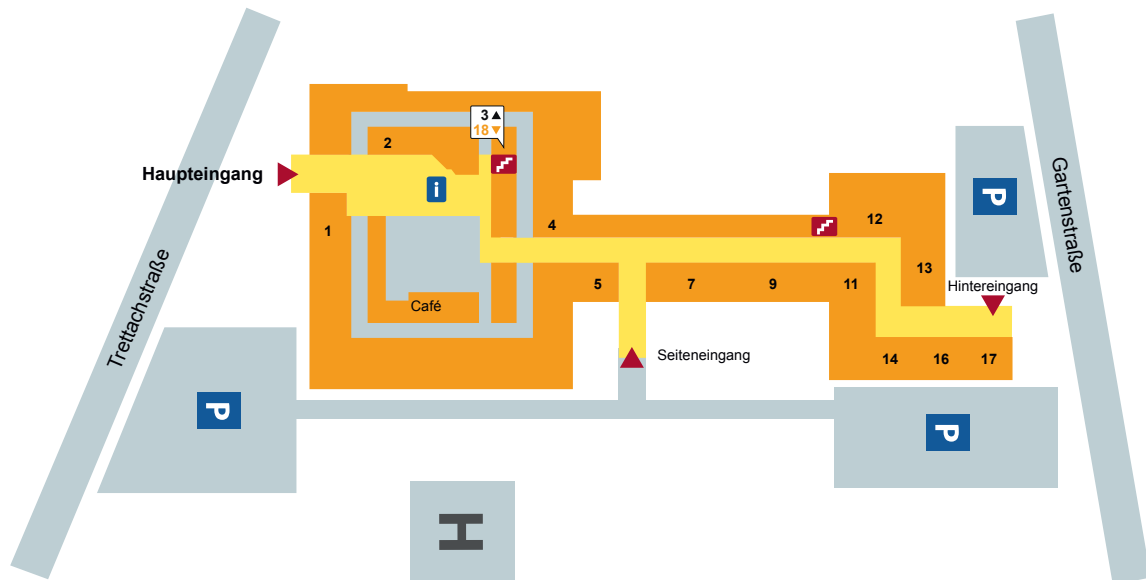 3 ▲
18 ▼
2
Haupteingang
i
P
1
4
12
13
Hintereingang
Gartenstraße
Trettachstraße
Café
5
7
9
11
Seiteneingang
14
16
17
P
P
H